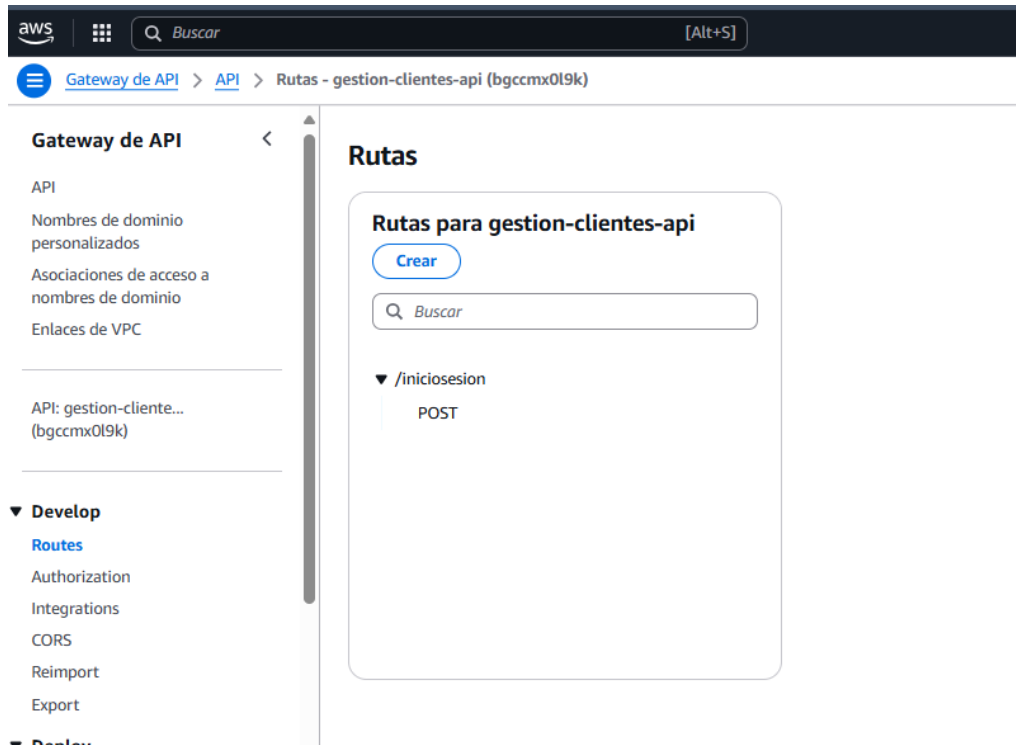 aws
Buscar [Alt+S]
Gateway de API > API > Rutas - gestion-clientes-api (bgccmx0l9k)
Gateway de API
API
Nombres de dominio
personalizados
Asociaciones de acceso a
nombres de dominio
Enlaces de VPC
API: gestion-cliente...
(bgccmx0l9k)
Develop
Routes
Authorization
Integrations
CORS
Reimport
Export
Deploy
Rutas
Rutas para gestion-clientes-api
Crear
Buscar
/iniciosesion
POST